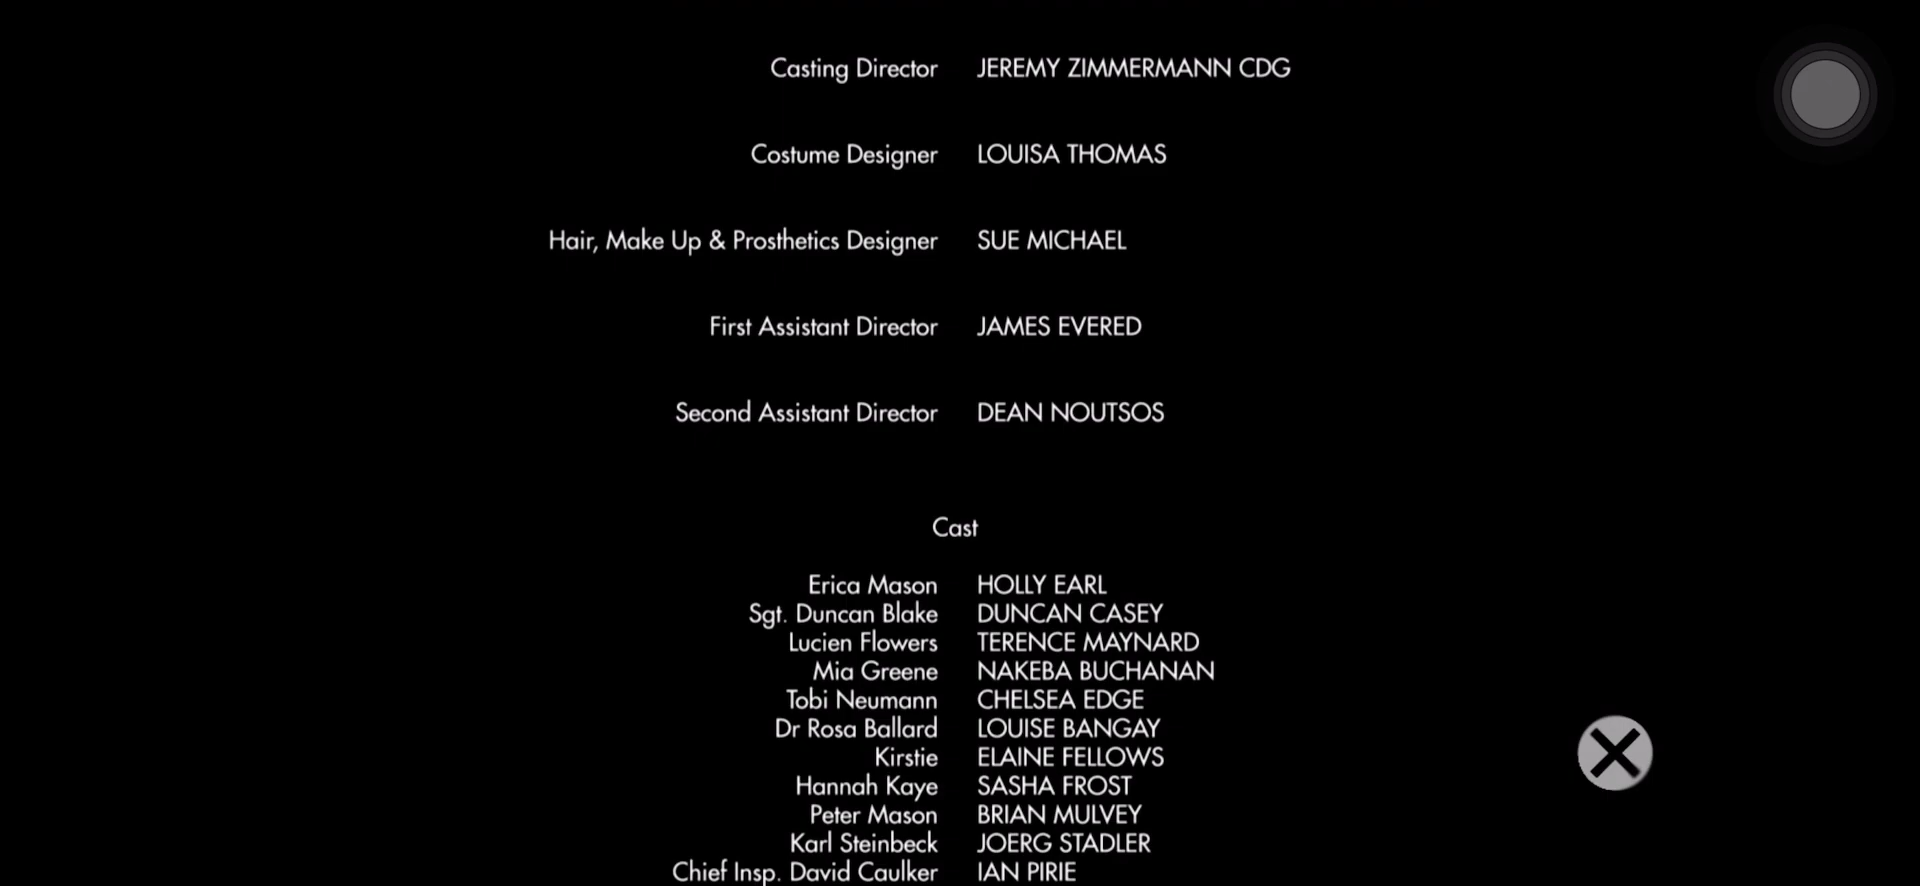 Casting Director JEREMY ZIMMERMANN CDG
Costume Designer LOUISA THOMAS
Hair, Make Up & Prosthetics Designer SUE MICHAEL
First Assistant Director JAMES EVERED
Second Assistant Director DEAN NOUTSOS
Cast
Erica Mason HOLLY EARL
Sgt. Duncan Blake DUNCAN CASEY
Lucien Flowers TERENCE MAYNARD
Mia Greene NAKEBA BUCHANAN
Tobi Neumann CHELSEA EDGE
Dr Rosa Ballard LOUISE BANGAY
Kirstie ELAINE FELLOWS
Hannah Kaye SASHA FROST
Peter Mason BRIAN MULVEY
Karl Steinbeck JOERG STADLER
Chief Insp. David Caulker IAN PIRIE